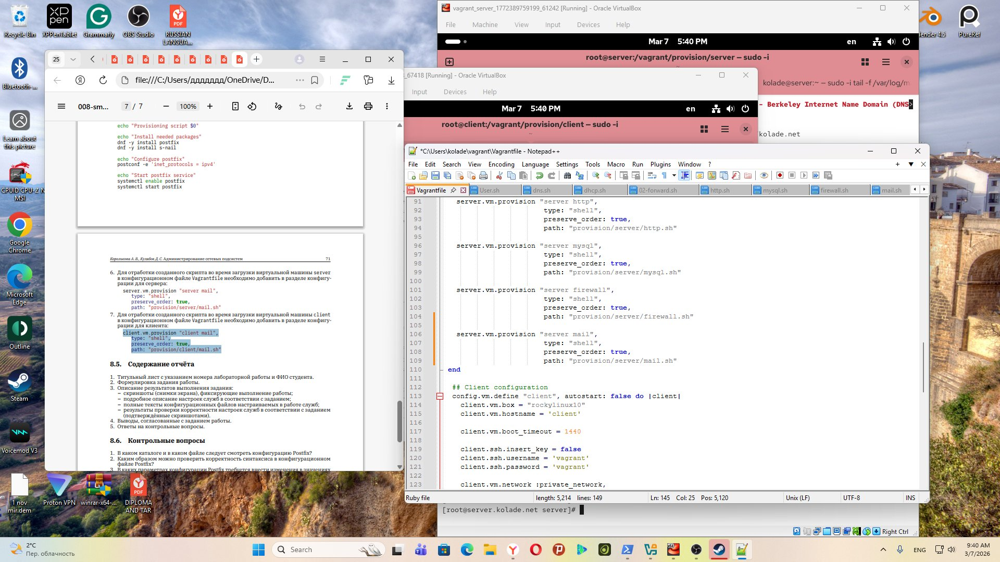 Recycle Bin
XPPenTablet
Grammarly
OBS Studio
RUSSIAN LANGUA...
Bluetooth-...
Learn about this picture
CPUID CPU-Z MSI
Google Chrome
Microsoft Edge
Outline
Steam
Voicemod V3
1 nov mir.dem
Proton VPN
winrar-x64-...
DIPLOMA AND TAR
PureRef
25
file:///C:/Users/ддддддд/OneDrive/D...
008-sm...
7 / 7
100%
echo "Provisioning script $0"
echo "Install needed packages"
dnf -y install postfix
dnf -y install s-nail
echo "Configure postfix"
postconf -e 'inet_protocols = ipv4'
echo "Start postfix service"
systemctl enable postfix
systemctl start postfix
Королькова А. В., Кулябов Д. С. Администрирование сетевых подсистем 71
6. Для отработки созданного скрипта во время загрузки виртуальной машины server
в конфигурационном файле Vagrantfile необходимо добавить в разделе конфигу-
рации для сервера:
server.vm.provision "server mail",
type: "shell",
preserve_order: true,
path: "provision/server/mail.sh"
7. Для отработки созданного скрипта во время загрузки виртуальной машины client
в конфигурационном файле Vagrantfile необходимо добавить в разделе конфигу-
рации для клиента:
client.vm.provision "client mail",
type: "shell",
preserve_order: true,
path: "provision/client/mail.sh"
8.5. Содержание отчёта
1. Титульный лист с указанием номера лабораторной работы и ФИО студента.
2. Формулировка задания работы.
3. Описание результатов выполнения задания:
– скриншоты (снимки экрана), фиксирующие выполнение работы;
– подробное описание настроек служб в соответствии с заданием;
– полные тексты конфигурационных файлов настраиваемых в работе служб;
– результаты проверки корректности настроек служб в соответствии с заданием
(подтверждённые скриншотами).
4. Выводы, согласованные с заданием работы.
5. Ответы на контрольные вопросы.
8.6. Контрольные вопросы
1. В каком каталоге и в каком файле следует смотреть конфигурацию Postfix?
2. Каким образом можно проверить корректность синтаксиса в конфигурационном
файле Postfix?
3. В каких параметрах конфигурации Postfix требуется внести изменения в значениях
vagrant_server_1772389759199_61242 [Running] - Oracle VirtualBox
File Machine View Input Devices Help
Mar 7 5:40 PM
en
root@server:/vagrant/provision/server — sudo -i
kolade@server:~ — sudo -i tail -f /var/log/m
- Berkeley Internet Name Domain (DNS>
kolade.net
_67418 [Running] - Oracle VirtualBox
Input Devices Help
Mar 7 5:40 PM
en
root@client:/vagrant/provision/client — sudo -i
~
*C:\Users\kolade\vagrant\Vagrantfile - Notepad++
File Edit Search View Encoding Language Settings Tools Macro Run Plugins Window ?
Vagrantfile User.sh dns.sh dhcp.sh 02-forward.sh http.sh mysql.sh firewall.sh mail.sh
91 server.vm.provision "server http",
92 type: "shell",
93 preserve_order: true,
94 path: "provision/server/http.sh"
95
96 server.vm.provision "server mysql",
97 type: "shell",
98 preserve_order: true,
99 path: "provision/server/mysql.sh"
100
101 server.vm.provision "server firewall",
102 type: "shell",
103 preserve_order: true,
104 path: "provision/server/firewall.sh"
105
106 server.vm.provision "server mail",
107 type: "shell",
108 preserve_order: true,
109 path: "provision/server/mail.sh"
110 end
111
112 ## Client configuration
113 config.vm.define "client", autostart: false do |client|
114 client.vm.box = "rockylinux10"
115 client.vm.hostname = 'client'
116
117 client.vm.boot_timeout = 1440
118
119 client.ssh.insert_key = false
120 client.ssh.username = 'vagrant'
121 client.ssh.password = 'vagrant'
122
123 client.vm.network :private_network,
Ruby file length: 5,214 lines: 149 Ln: 145 Col: 25 Pos: 5,120 Unix (LF) UTF-8 INS
[root@server.kolade.net server]#
Right Ctrl
2°C
Пер. облачность
Search
ENG
9:40 AM
3/7/2026